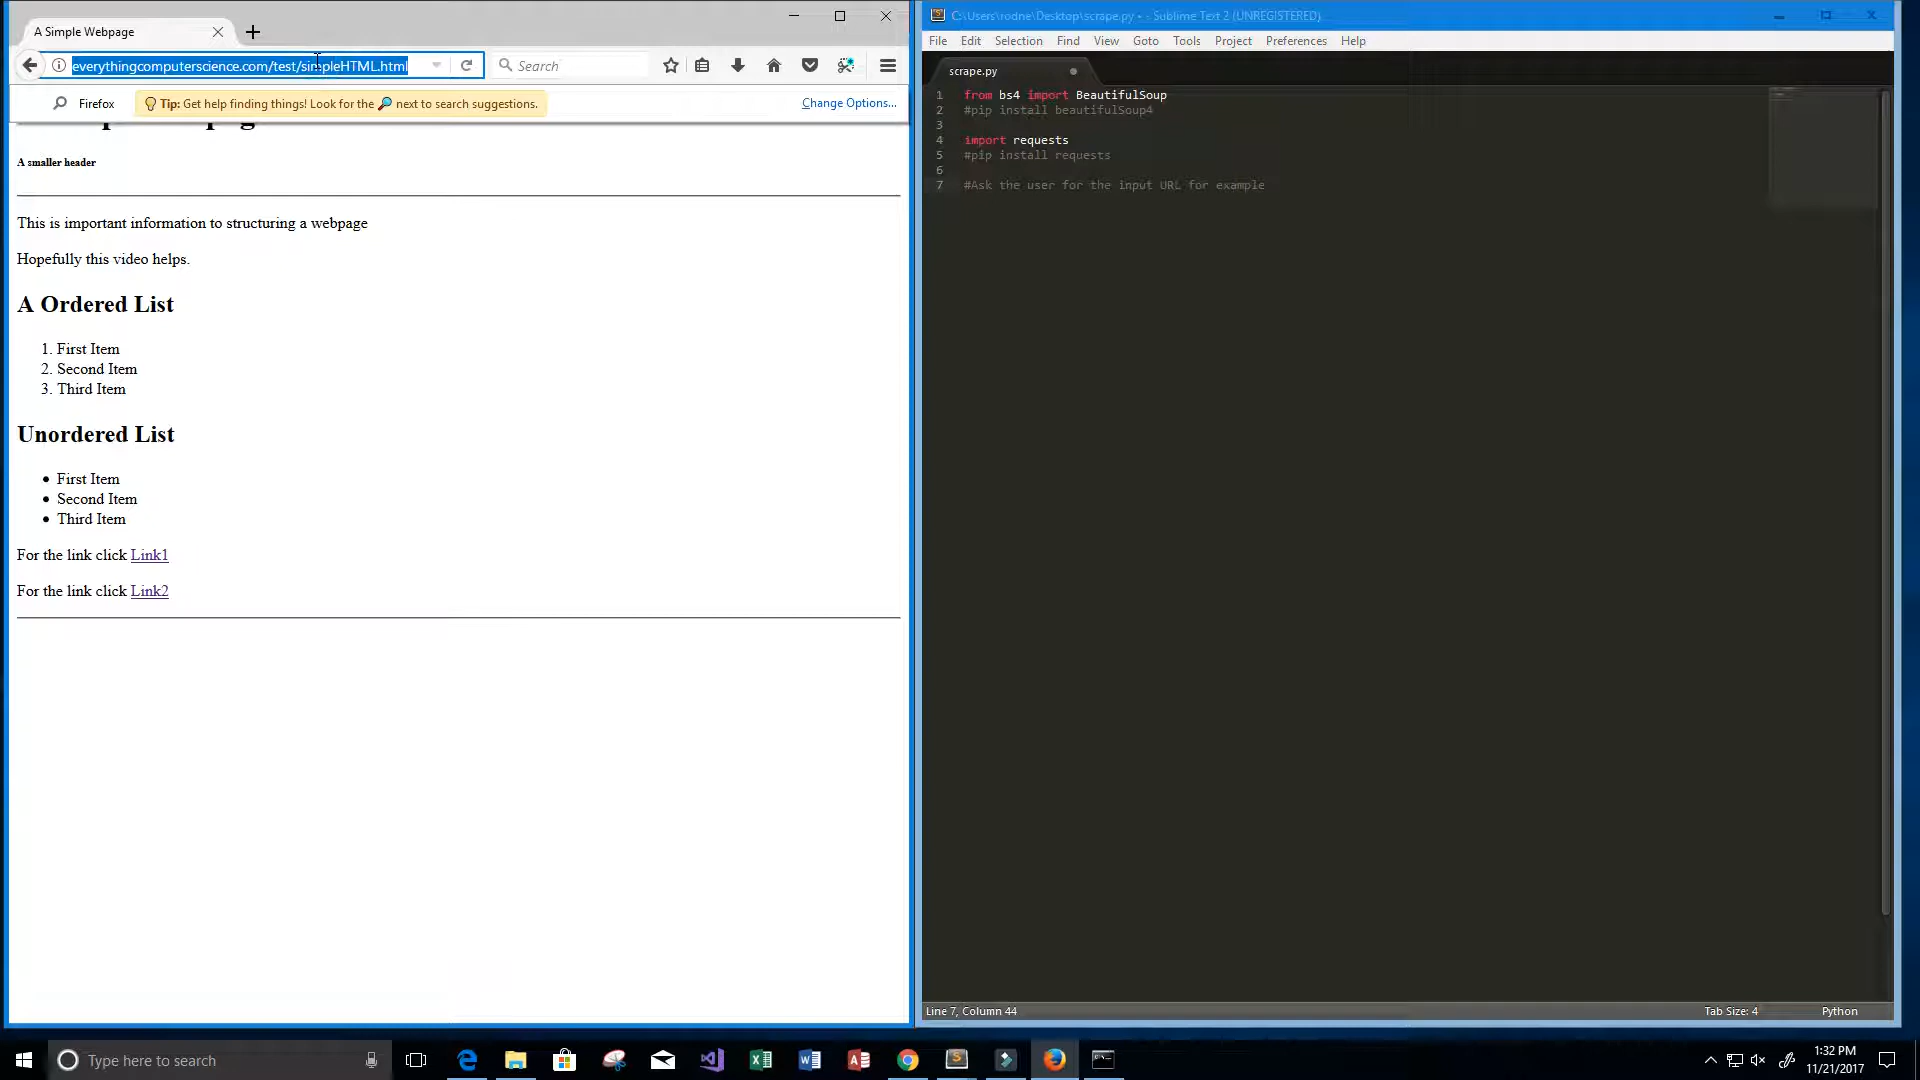 A Simple Webpage
everythingcomputerscience.com/test/simpleHTML.html
Search
Firefox
Tip: Get help finding things! Look for the next to search suggestions.
Change Options...
A smaller header
This is important information to structuring a webpage
Hopefully this video helps.
A Ordered List
1. First Item
2. Second Item
3. Third Item
Unordered List
• First Item
• Second Item
• Third Item
For the link click Link1
For the link click Link2
C:\Users\rodne\Desktop\scrape.py • - Sublime Text 2 (UNREGISTERED)
File Edit Selection Find View Goto Tools Project Preferences Help
scrape.py
1 from bs4 import BeautifulSoup
2 #pip install beautifulSoup4
3
4 import requests
5 #pip install requests
6
7 #Ask the user for the input URL for example
Line 7, Column 44
Tab Size: 4
Python
Type here to search
1:32 PM
11/21/2017